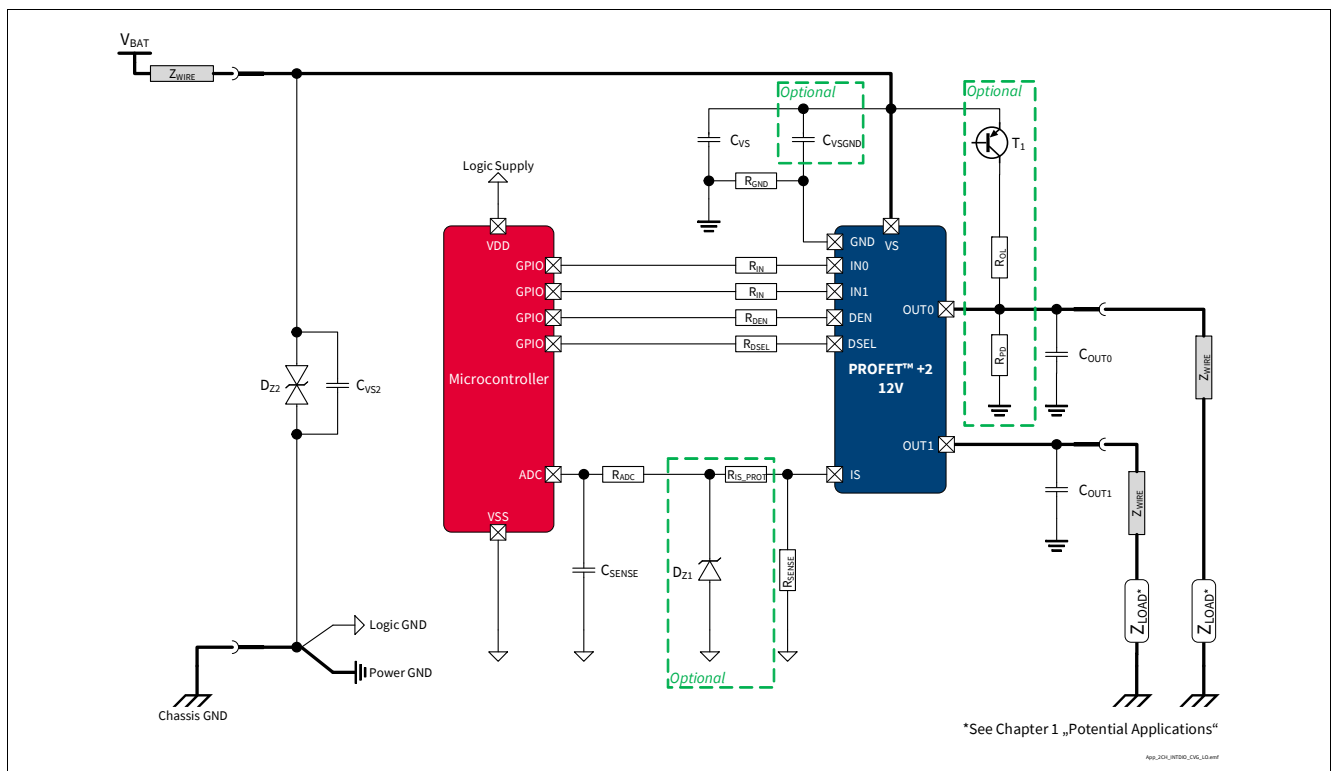 VBAT
ZWIRE
Optional
Optional
CVS
CVSGND
T1
Logic Supply
RGND
VDD
GND
VS
GPIO
RIN
IN0
ROL
GPIO
RIN
IN1
GPIO
RDEN
DEN
OUT0
GPIO
RDSEL
DSEL
RPD
COUT0
ZWIRE
DZ2
CVS2
Microcontroller
PROFET™ +2
12V
OUT1
ADC
RADC
RIS_PROT
IS
COUT1
ZWIRE
VSS
CSENSE
DZ1
RSENSE
ZLOAD*
ZLOAD*
Logic GND
Power GND
Optional
Chassis GND
*See Chapter 1 „Potential Applications“
App_2CH_INTDIO_CVG_LO.emf